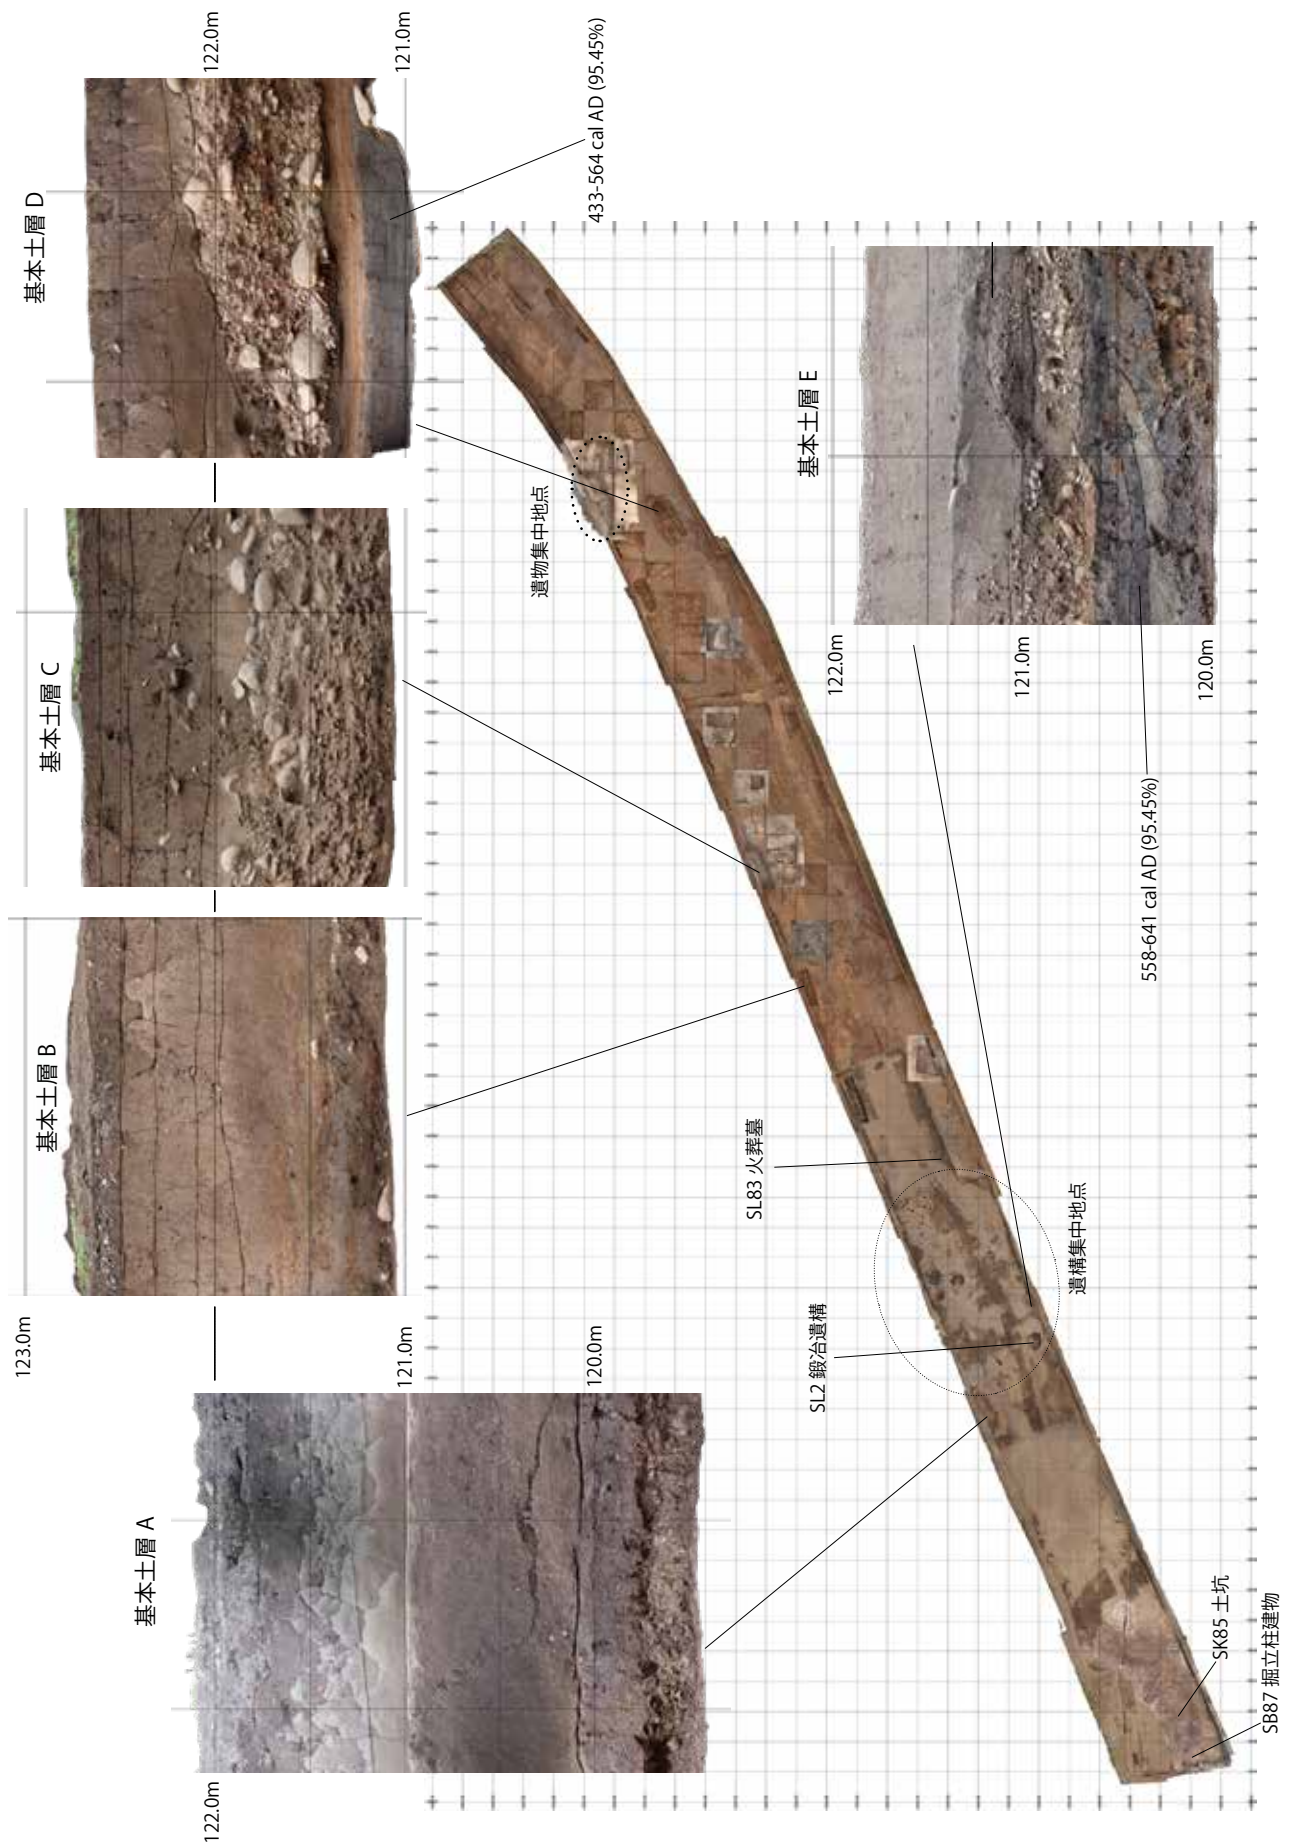 123.0m
122.0m
121.0m
120.0m
122.0m
基本土層 A
基本土層 B
基本土層 C
基本土層 D
122.0m
121.0m
433-564 cal AD (95.45%)
遺物集中地点
基本土層 E
122.0m
121.0m
120.0m
558-641 cal AD (95.45%)
SL83 火葬墓
SL2 鍛冶遺構
遺構集中地点
SK85 土坑
SB87 掘立柱建物